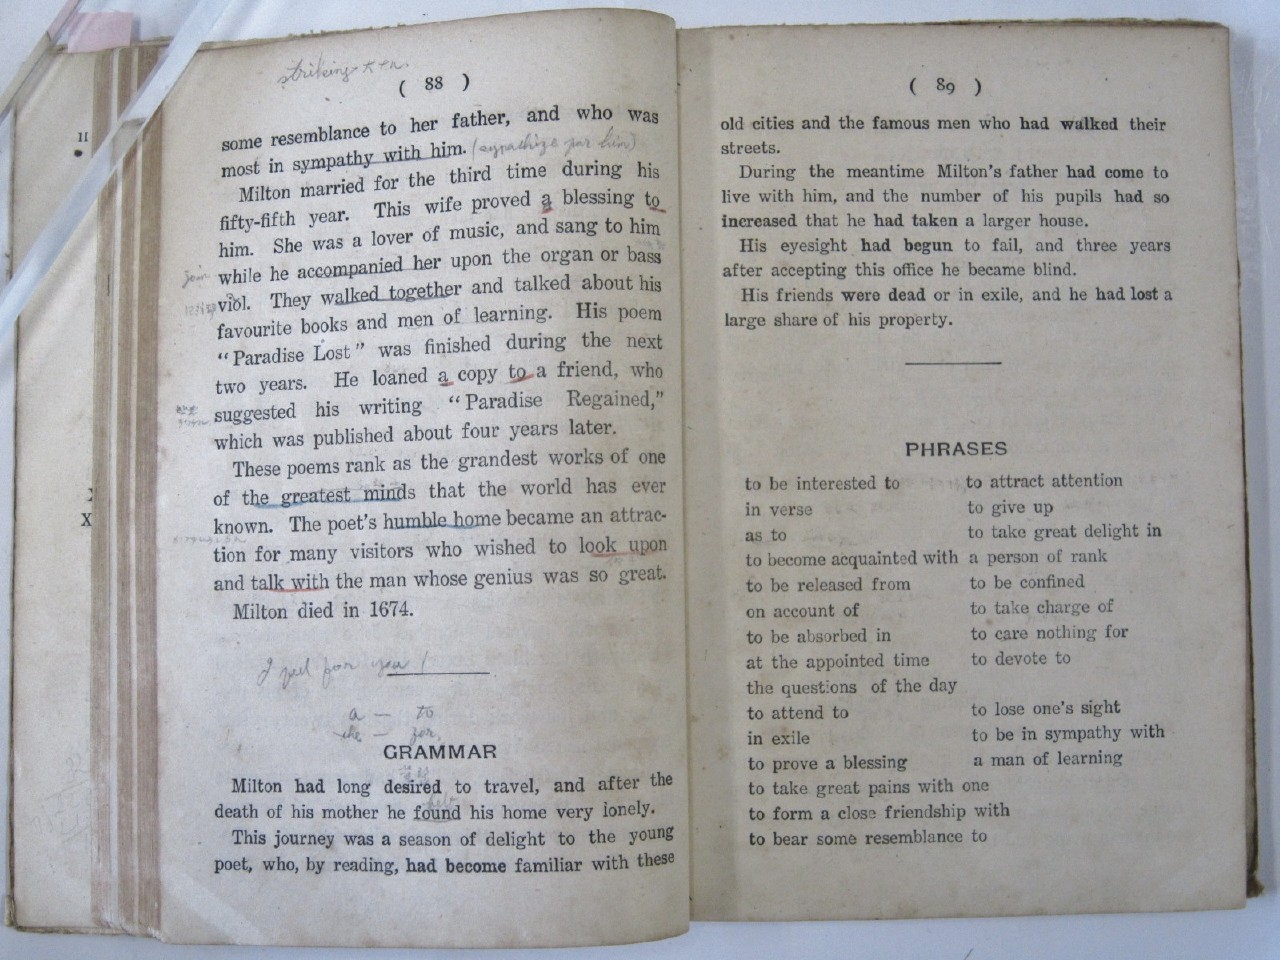 II
X
striking
( 88 )
some resemblance to her father, and who was
most in sympathy with him. (sympathize for him)
Milton married for the third time during his
fifty-fifth year. This wife proved a blessing to
him. She was a lover of music, and sang to him
join
while he accompanied her upon the organ or bass
viol. They walked together and talked about his
favourite books and men of learning. His poem
“Paradise Lost” was finished during the next
two years. He loaned a copy to a friend, who
suggested his writing “Paradise Regained,”
which was published about four years later.
These poems rank as the grandest works of one
of the greatest minds that the world has ever
known. The poet's humble home became an attrac-
tion for many visitors who wished to look upon
and talk with the man whose genius was so great.
Milton died in 1674.
I feel for you !
a — to
the — for
GRAMMAR
Milton had long desired to travel, and after the
felt
death of his mother he found his home very lonely.
This journey was a season of delight to the young
poet, who, by reading, had become familiar with these
( 89 )
old cities and the famous men who had walked their
streets.
During the meantime Milton's father had come to
live with him, and the number of his pupils had so
increased that he had taken a larger house.
His eyesight had begun to fail, and three years
after accepting this office he became blind.
His friends were dead or in exile, and he had lost a
large share of his property.
PHRASES
to be interested to
in verse
as to
to become acquainted with
to be released from
on account of
to be absorbed in
at the appointed time
the questions of the day
to attend to
in exile
to prove a blessing
to take great pains with one
to form a close friendship with
to bear some resemblance to
to attract attention
to give up
to take great delight in
a person of rank
to be confined
to take charge of
to care nothing for
to devote to
to lose one's sight
to be in sympathy with
a man of learning